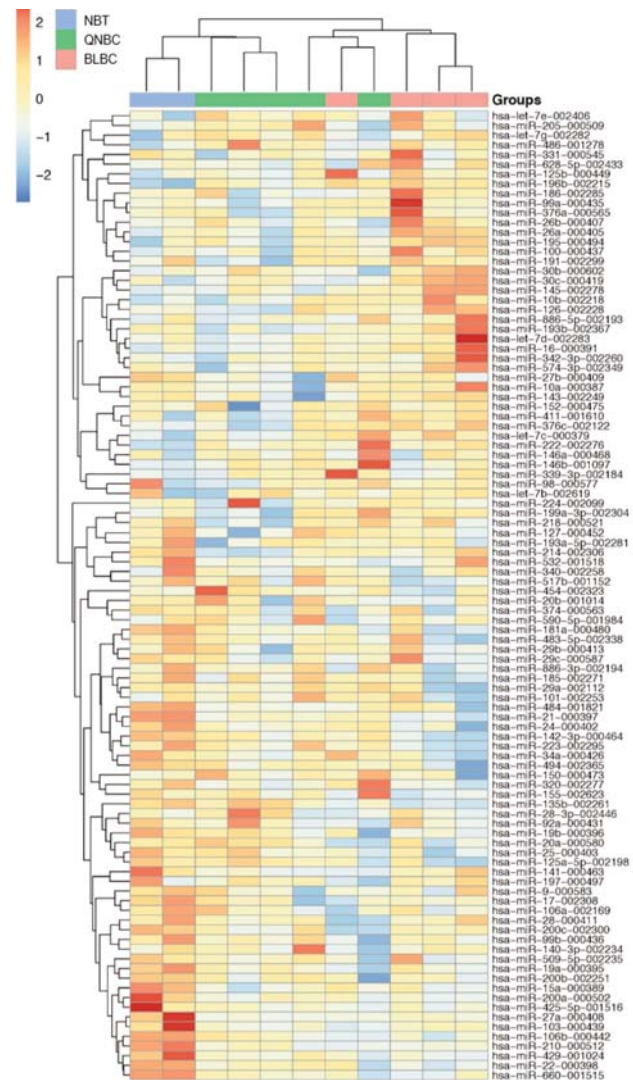 2
1
0
−1
−2
NBT
QNBC
BLBC
Groups
hsa−let−7e−002406
hsa−miR−205−000509
hsa−let−7g−002282
hsa−miR−486−001278
hsa−miR−331−000545
hsa−miR−628−5p−002433
hsa−miR−125b−000449
hsa−miR−196b−002215
hsa−miR−186−002285
hsa−miR−99a−000435
hsa−miR−376a−000565
hsa−miR−26b−000407
hsa−miR−26a−000405
hsa−miR−195−000494
hsa−miR−100−000437
hsa−miR−191−002299
hsa−miR−30b−000602
hsa−miR−30c−000419
hsa−miR−145−002278
hsa−miR−10b−002218
hsa−miR−126−002228
hsa−miR−886−5p−002193
hsa−miR−193b−002367
hsa−let−7d−002283
hsa−miR−16−000391
hsa−miR−342−3p−002260
hsa−miR−574−3p−002349
hsa−miR−27b−000409
hsa−miR−10a−000387
hsa−miR−143−002249
hsa−miR−152−000475
hsa−miR−411−001610
hsa−miR−376c−002122
hsa−let−7c−000379
hsa−miR−222−002276
hsa−miR−146a−000468
hsa−miR−146b−001097
hsa−miR−339−3p−002184
hsa−miR−98−000577
hsa−let−7b−002619
hsa−miR−224−002099
hsa−miR−199a−3p−002304
hsa−miR−218−000521
hsa−miR−127−000452
hsa−miR−193a−5p−002281
hsa−miR−214−002306
hsa−miR−532−001518
hsa−miR−340−002258
hsa−miR−517b−001152
hsa−miR−454−002323
hsa−miR−20b−001014
hsa−miR−374−000563
hsa−miR−590−5p−001984
hsa−miR−181a−000480
hsa−miR−483−5p−002338
hsa−miR−29b−000413
hsa−miR−29c−000587
hsa−miR−886−3p−002194
hsa−miR−185−002271
hsa−miR−29a−002112
hsa−miR−101−002253
hsa−miR−484−001821
hsa−miR−21−000397
hsa−miR−24−000402
hsa−miR−142−3p−000464
hsa−miR−223−002295
hsa−miR−34a−000426
hsa−miR−494−002365
hsa−miR−150−000473
hsa−miR−320−002277
hsa−miR−155−002623
hsa−miR−135b−002261
hsa−miR−28−3p−002446
hsa−miR−92a−000431
hsa−miR−19b−000396
hsa−miR−20a−000580
hsa−miR−25−000403
hsa−miR−125a−5p−002198
hsa−miR−141−000463
hsa−miR−197−000497
hsa−miR−9−000583
hsa−miR−17−002308
hsa−miR−106a−002169
hsa−miR−28−000411
hsa−miR−200c−002300
hsa−miR−99b−000436
hsa−miR−140−3p−002234
hsa−miR−509−5p−002235
hsa−miR−19a−000395
hsa−miR−200b−002251
hsa−miR−15a−000389
hsa−miR−200a−000502
hsa−miR−425−5p−001516
hsa−miR−27a−000408
hsa−miR−103−000439
hsa−miR−106b−000442
hsa−miR−210−000512
hsa−miR−429−001024
hsa−miR−22−000398
hsa−miR−660−001515